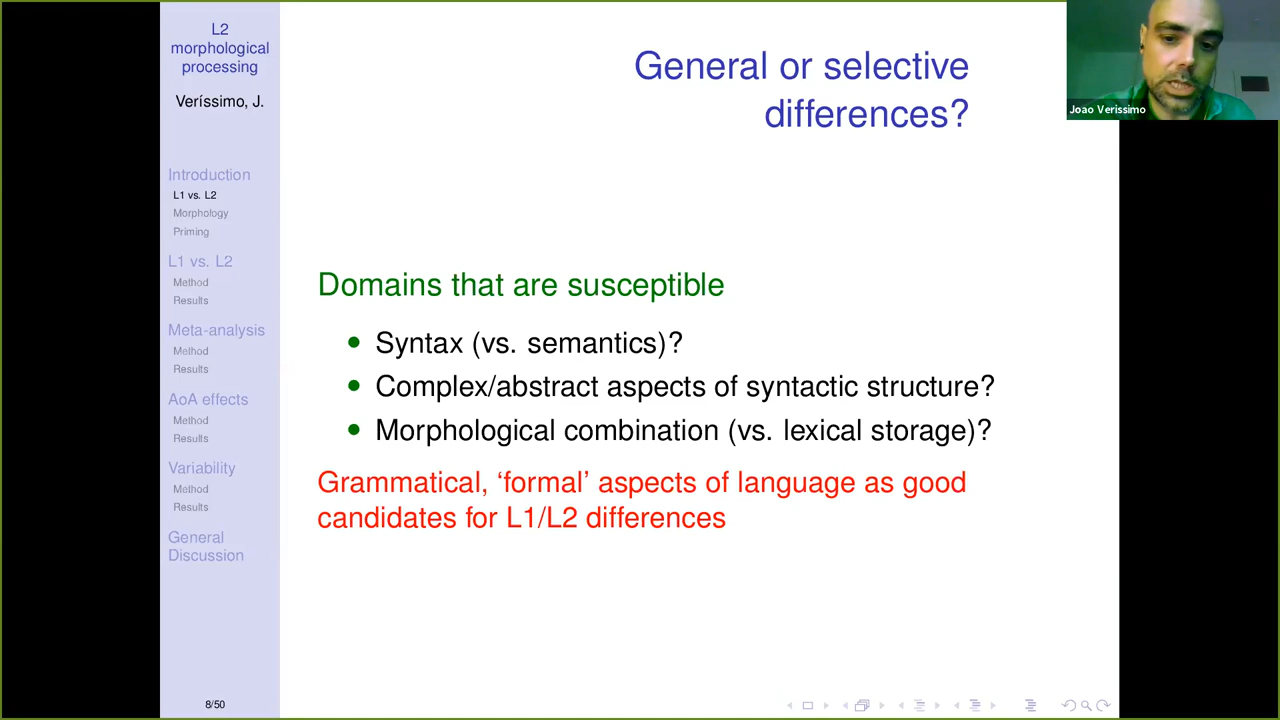 L2
morphological
processing
Veríssimo, J.
Introduction
L1 vs. L2
Morphology
Priming
L1 vs. L2
Method
Results
Meta-analysis
Method
Results
AoA effects
Method
Results
Variability
Method
Results
General
Discussion
8/50
General or selective
differences?
Domains that are susceptible
• Syntax (vs. semantics)?
• Complex/abstract aspects of syntactic structure?
• Morphological combination (vs. lexical storage)?
Grammatical, ‘formal’ aspects of language as good
candidates for L1/L2 differences
Joao Verissimo